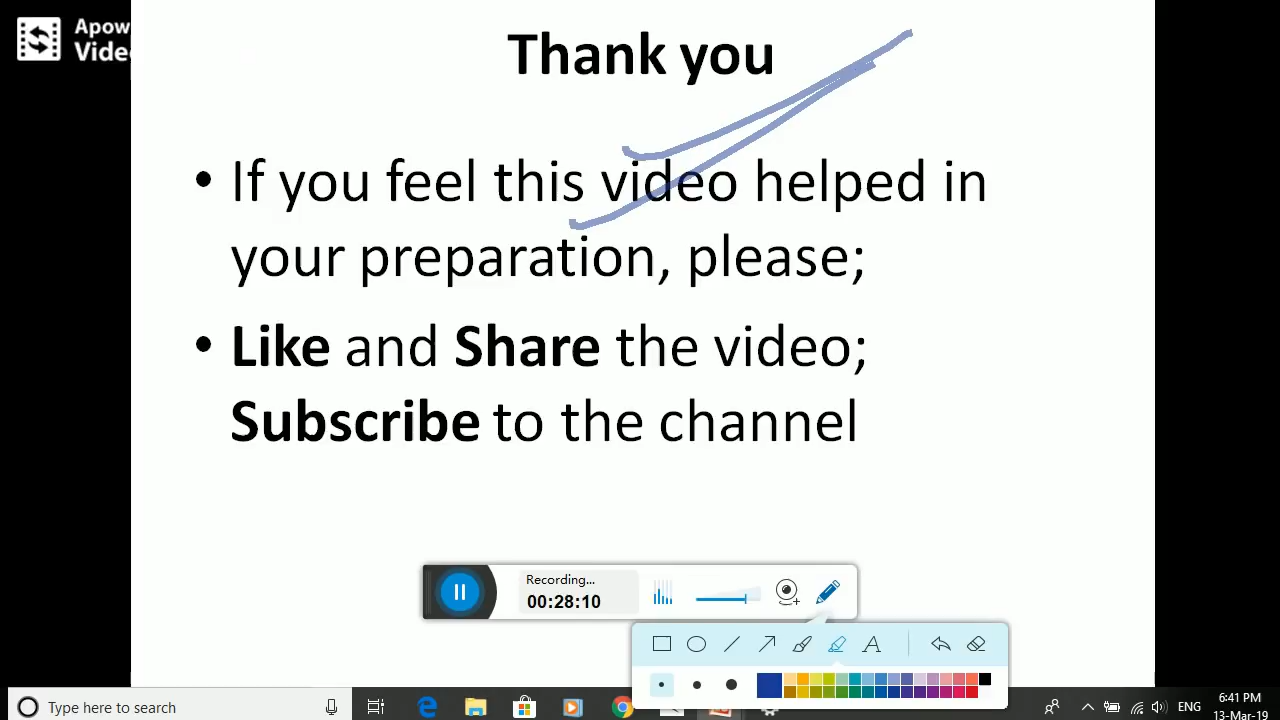 Apow
Video
Thank you
• If you feel this video helped in
your preparation, please;
• Like and Share the video;
Subscribe to the channel
Recording...
00:28:10
A
Type here to search
ENG
6:41 PM
13-Mar-19